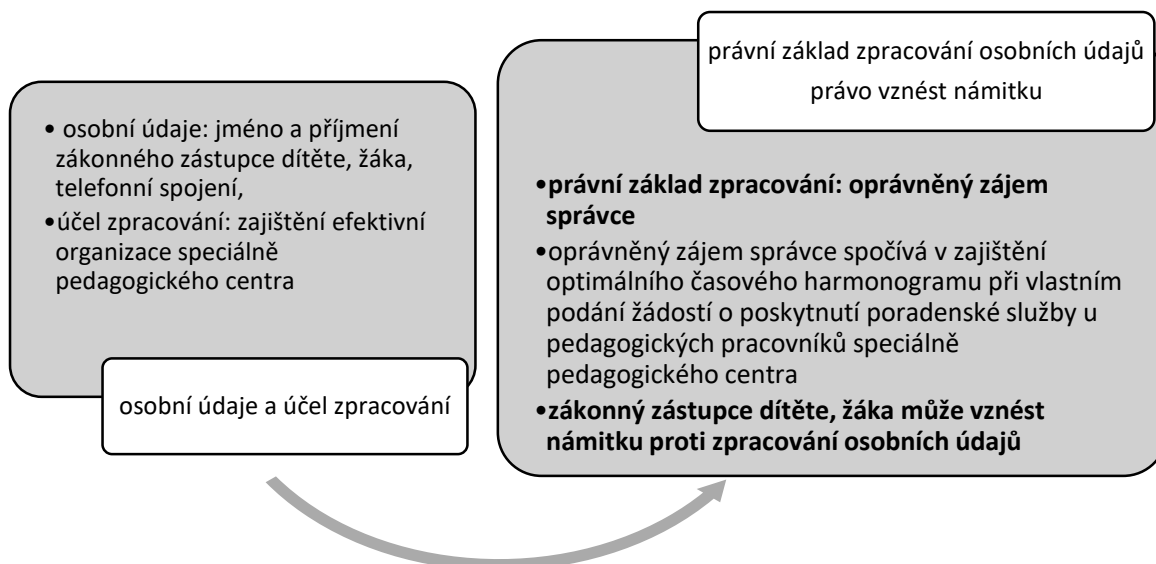 • osobní údaje: jméno a příjmení
zákonného zástupce dítěte, žáka,
telefonní spojení,
•účel zpracování: zajištění efektivní
organizace speciálně
pedagogického centra
osobní údaje a účel zpracování
právní základ zpracování osobních údajů
právo vznést námitku
•právní základ zpracování: oprávněný zájem
správce
•oprávněný zájem správce spočívá v zajištění
optimálního časového harmonogramu při vlastním
podání žádostí o poskytnutí poradenské služby u
pedagogických pracovníků speciálně
pedagogického centra
•zákonný zástupce dítěte, žáka může vznést
námitku proti zpracování osobních údajů